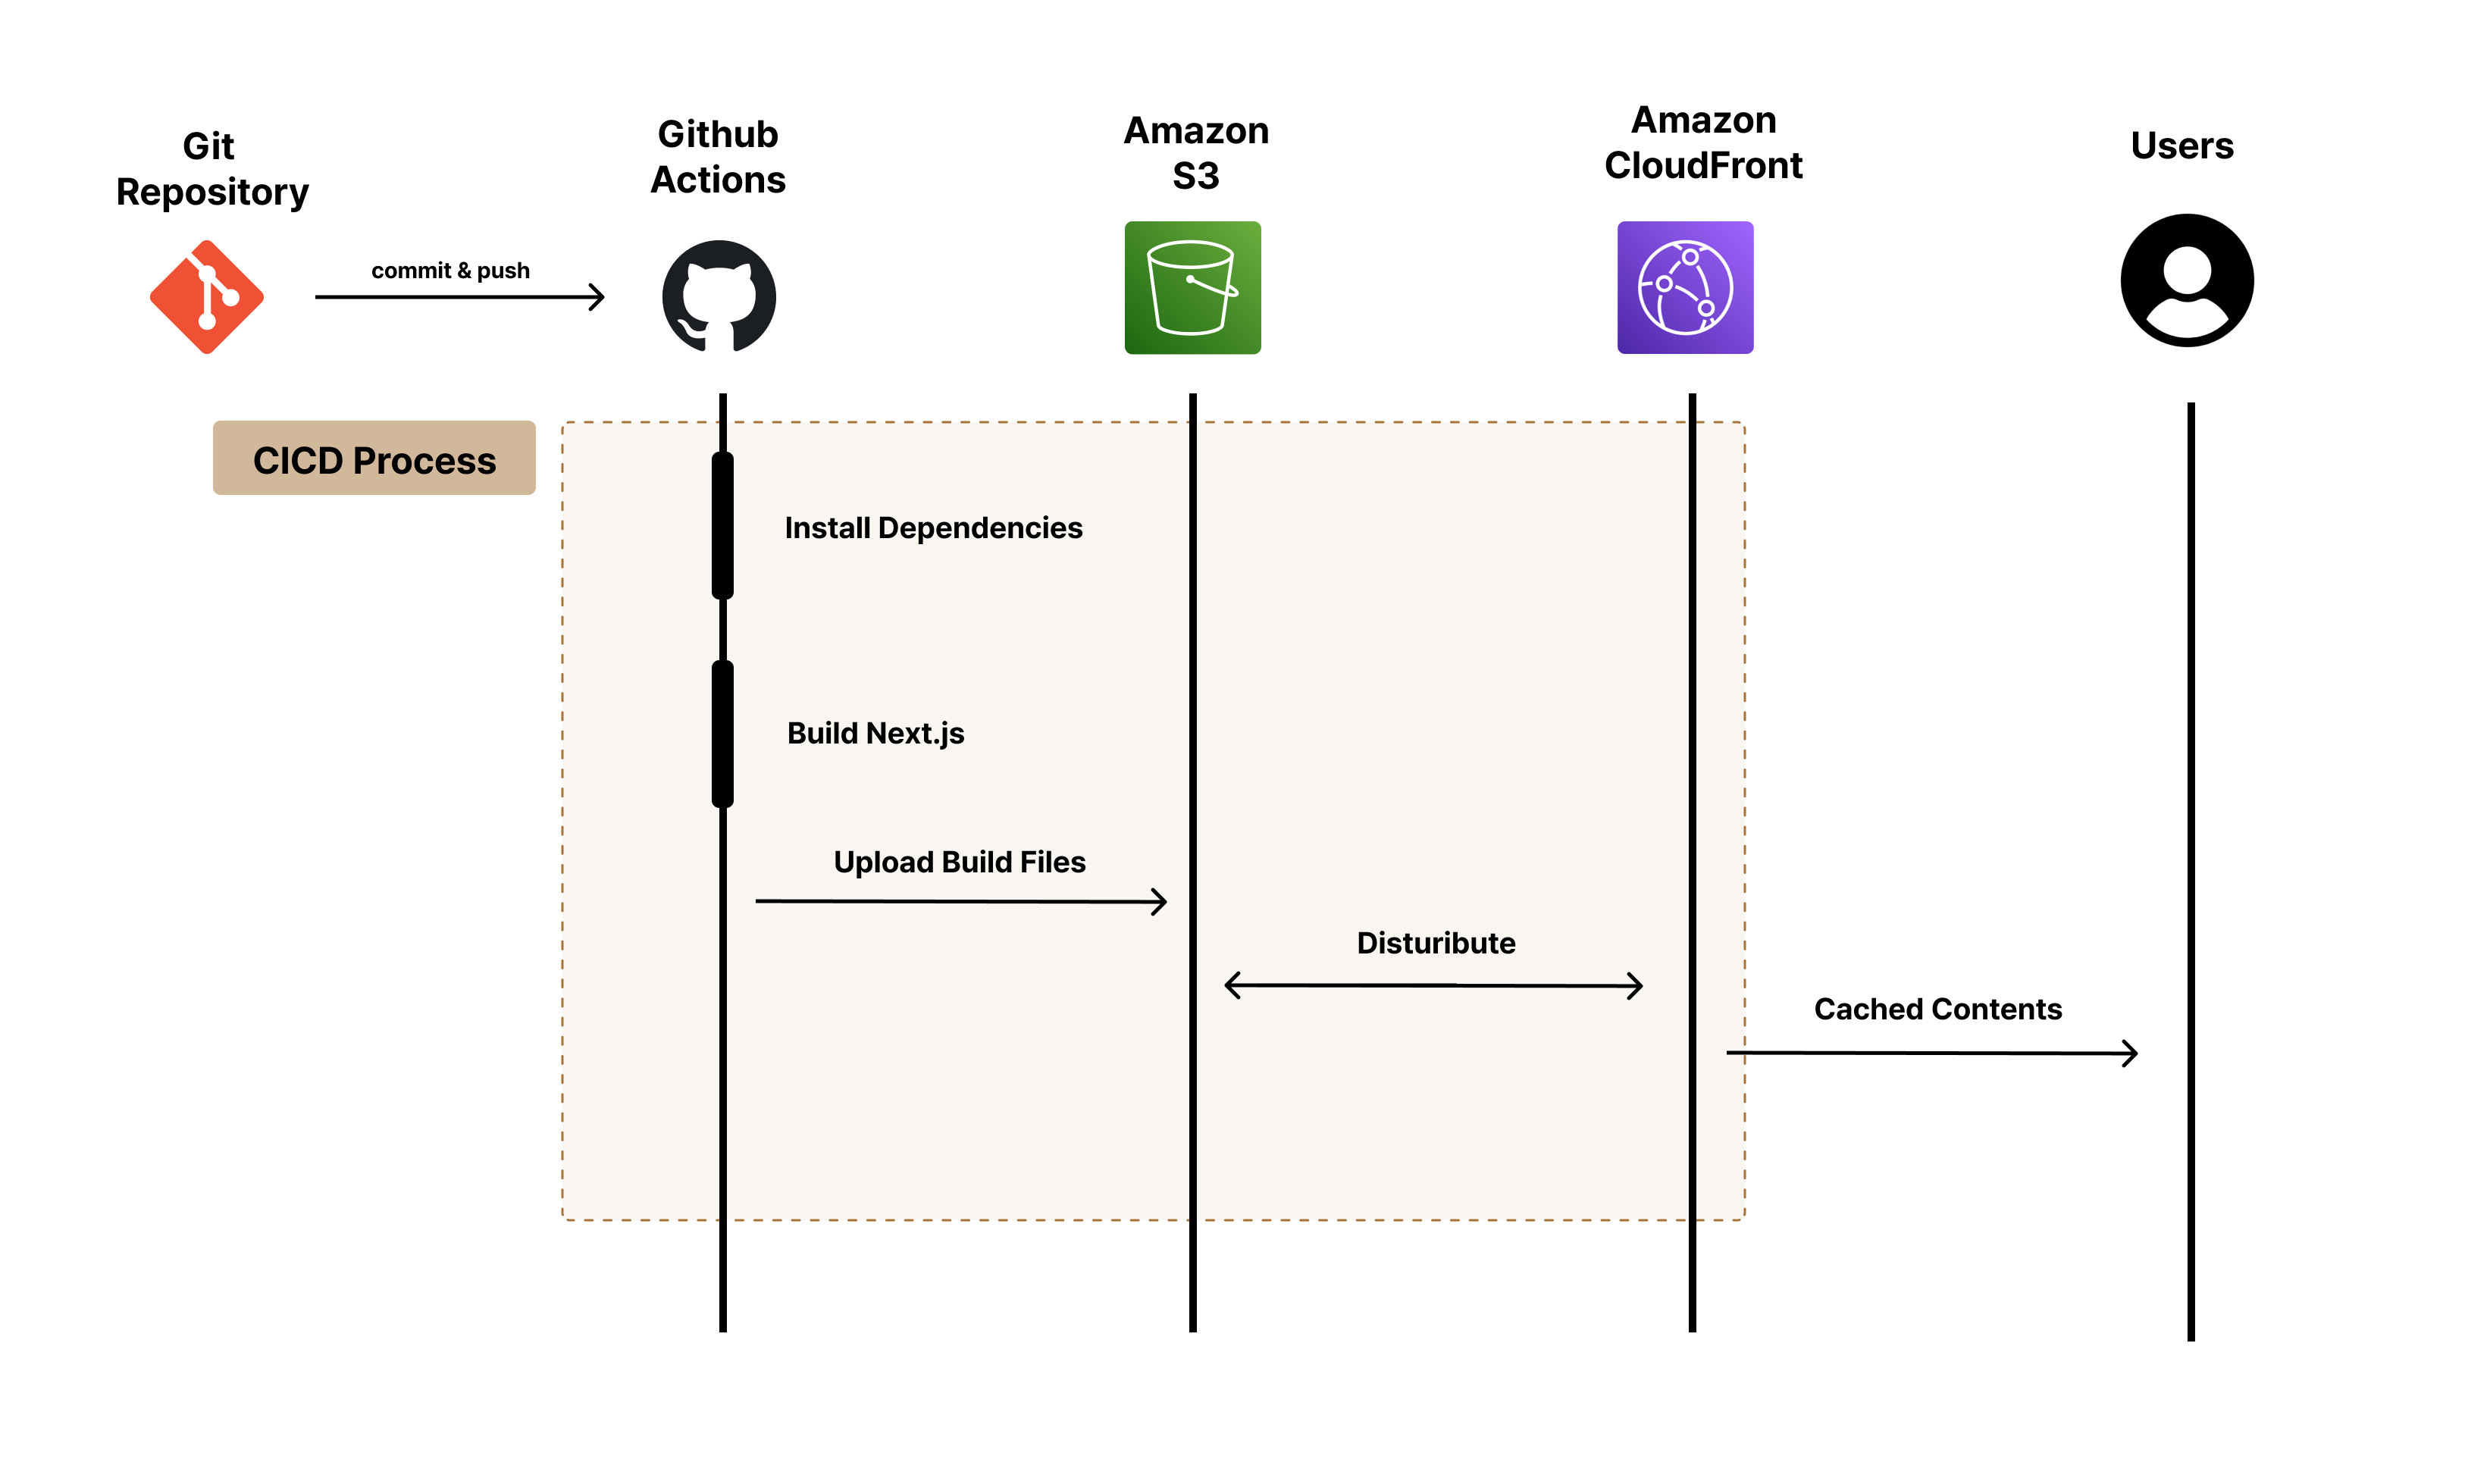 Git
Repository
Github
Actions
Amazon
S3
Amazon
CloudFront
Users
commit & push
CICD Process
Install Dependencies
Build Next.js
Upload Build Files
Disturibute
Cached Contents